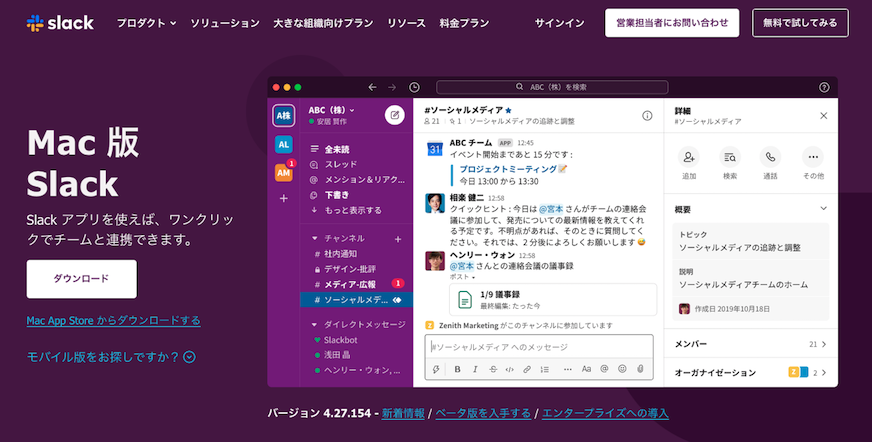 slack
プロダクト
ソリューション
大きな組織向けプラン
リソース
料金プラン
サインイン
営業担当者にお問い合わせ
無料で試してみる
Mac 版
Slack
Slack アプリを使えば、ワンクリッ
クでチームと連携できます。
ダウンロード
Mac App Store からダウンロードする
モバイル版をお探しですか？
ABC（株）を検索
A株
AL
AM
1
ABC（株）
安居 賢作
全未読
スレッド
メンション＆リアク...
下書き
もっと表示する
チャンネル
# 社内通知
デザイン-批評
# メディア-広報 1
# ソーシャルメデ...
ダイレクトメッセージ
Slackbot
浅田 晶
ヘンリー・ウォン, ...
#ソーシャルメディア
21 | 1 | ソーシャルメディアの追跡と調整
31
ABC チーム APP 12:45
イベント開始まであと 15 分です :
プロジェクトミーティング
今日 13:00 から 13:30
相楽 健二 12:58
クイックヒント : 今日は @宮本 さんがチームの連絡会
議に参加して、発売についての最新情報を教えてくれ
る予定です。不明点があれば、そのときに質問してく
ださい。それでは、2 分後によろしくお願いします
ヘンリー・ウォン 12:58
@宮本 さんとの連絡会議の議事録
ポスト
1/9 議事録
最終編集: たった今
Z Zenith Marketing がこのチャンネルに参加しています
#ソーシャルメディア へのメッセージ
B I S Aa @
詳細
#ソーシャルメディア
追加
検索
通話
その他
概要
トピック
ソーシャルメディアの追跡と調整
説明
ソーシャルメディアチームのホーム
作成日 2019年10月18日
メンバー 21
オーガナイゼーション Z 2
バージョン 4.27.154 - 新着情報 / ベータ版を入手する / エンタープライズへの導入